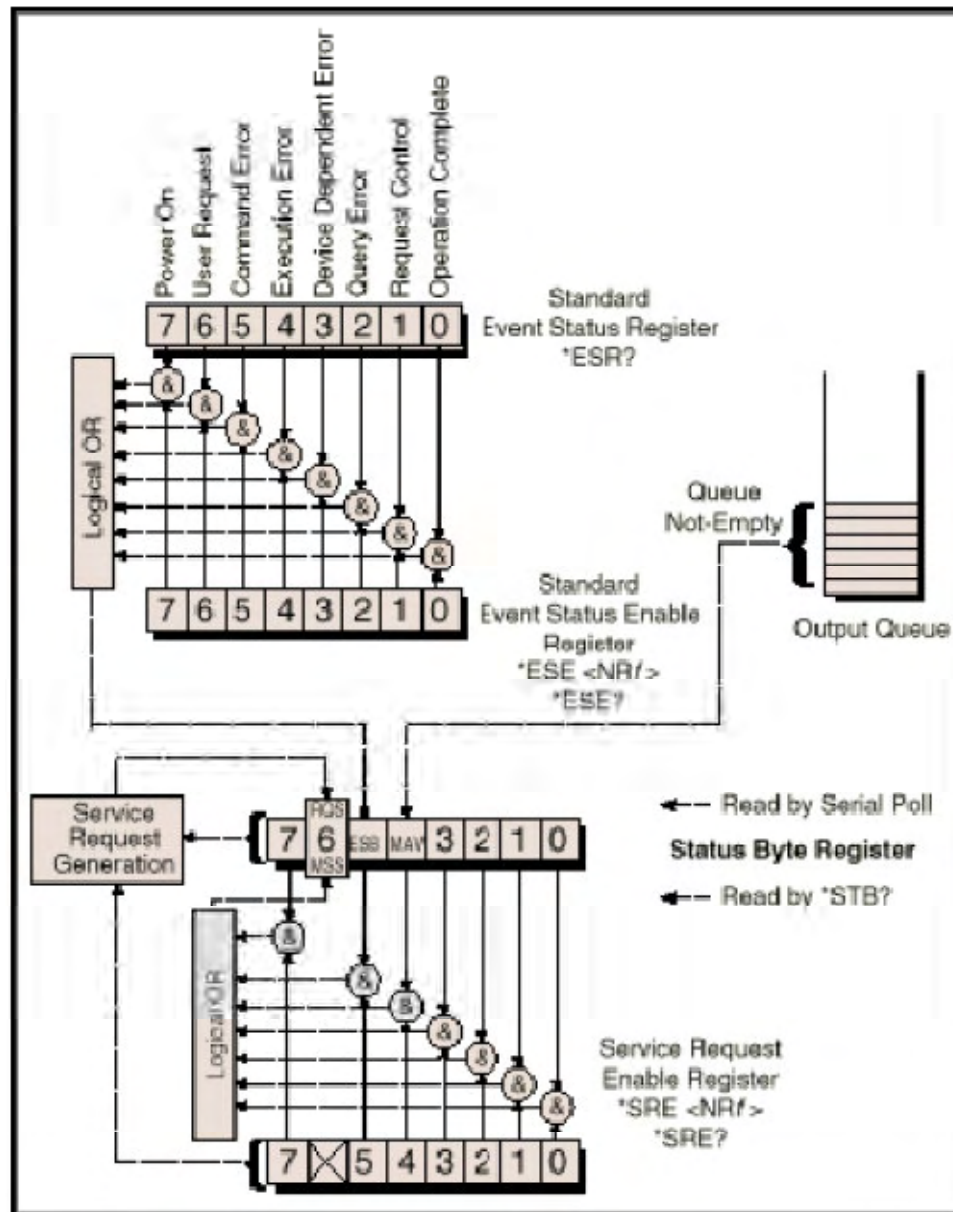 Power On
User Request
Command Error
Execution Error
Device Dependent Error
Query Error
Request Control
Operation Complete
7 6 5 4 3 2 1 0
Standard
Event Status Register
*ESR?
Logical OR
&
&
&
&
&
&
&
&
Queue
Not-Empty
Output Queue
7 6 5 4 3 2 1 0
Standard
Event Status Enable
Register
*ESE <NRf>
*ESE?
Service
Request
Generation
RQS
7 6 ESB MAV 3 2 1 0
MSS
Read by Serial Poll
Status Byte Register
Read by *STB?
Logical OR
&
&
&
&
&
&
&
Service Request
Enable Register
*SRE <NRf>
*SRE?
7 5 4 3 2 1 0